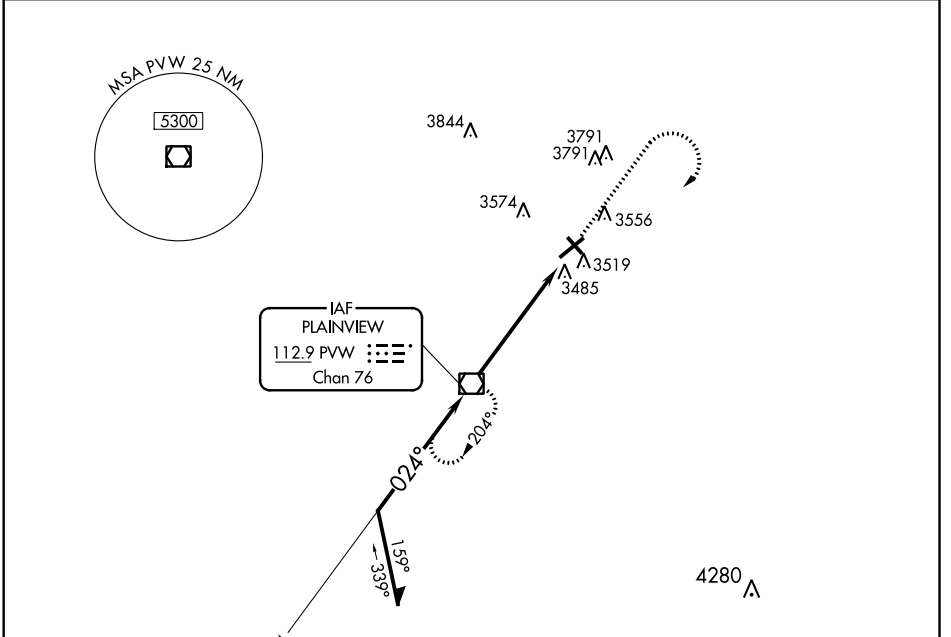 MSA PVW 25 NM
5300
3844
3791
3791
3574
3556
3519
3485
IAF
PLAINVIEW
112.9 PVW
Chan 76
204°
024°
159°
339°
4280